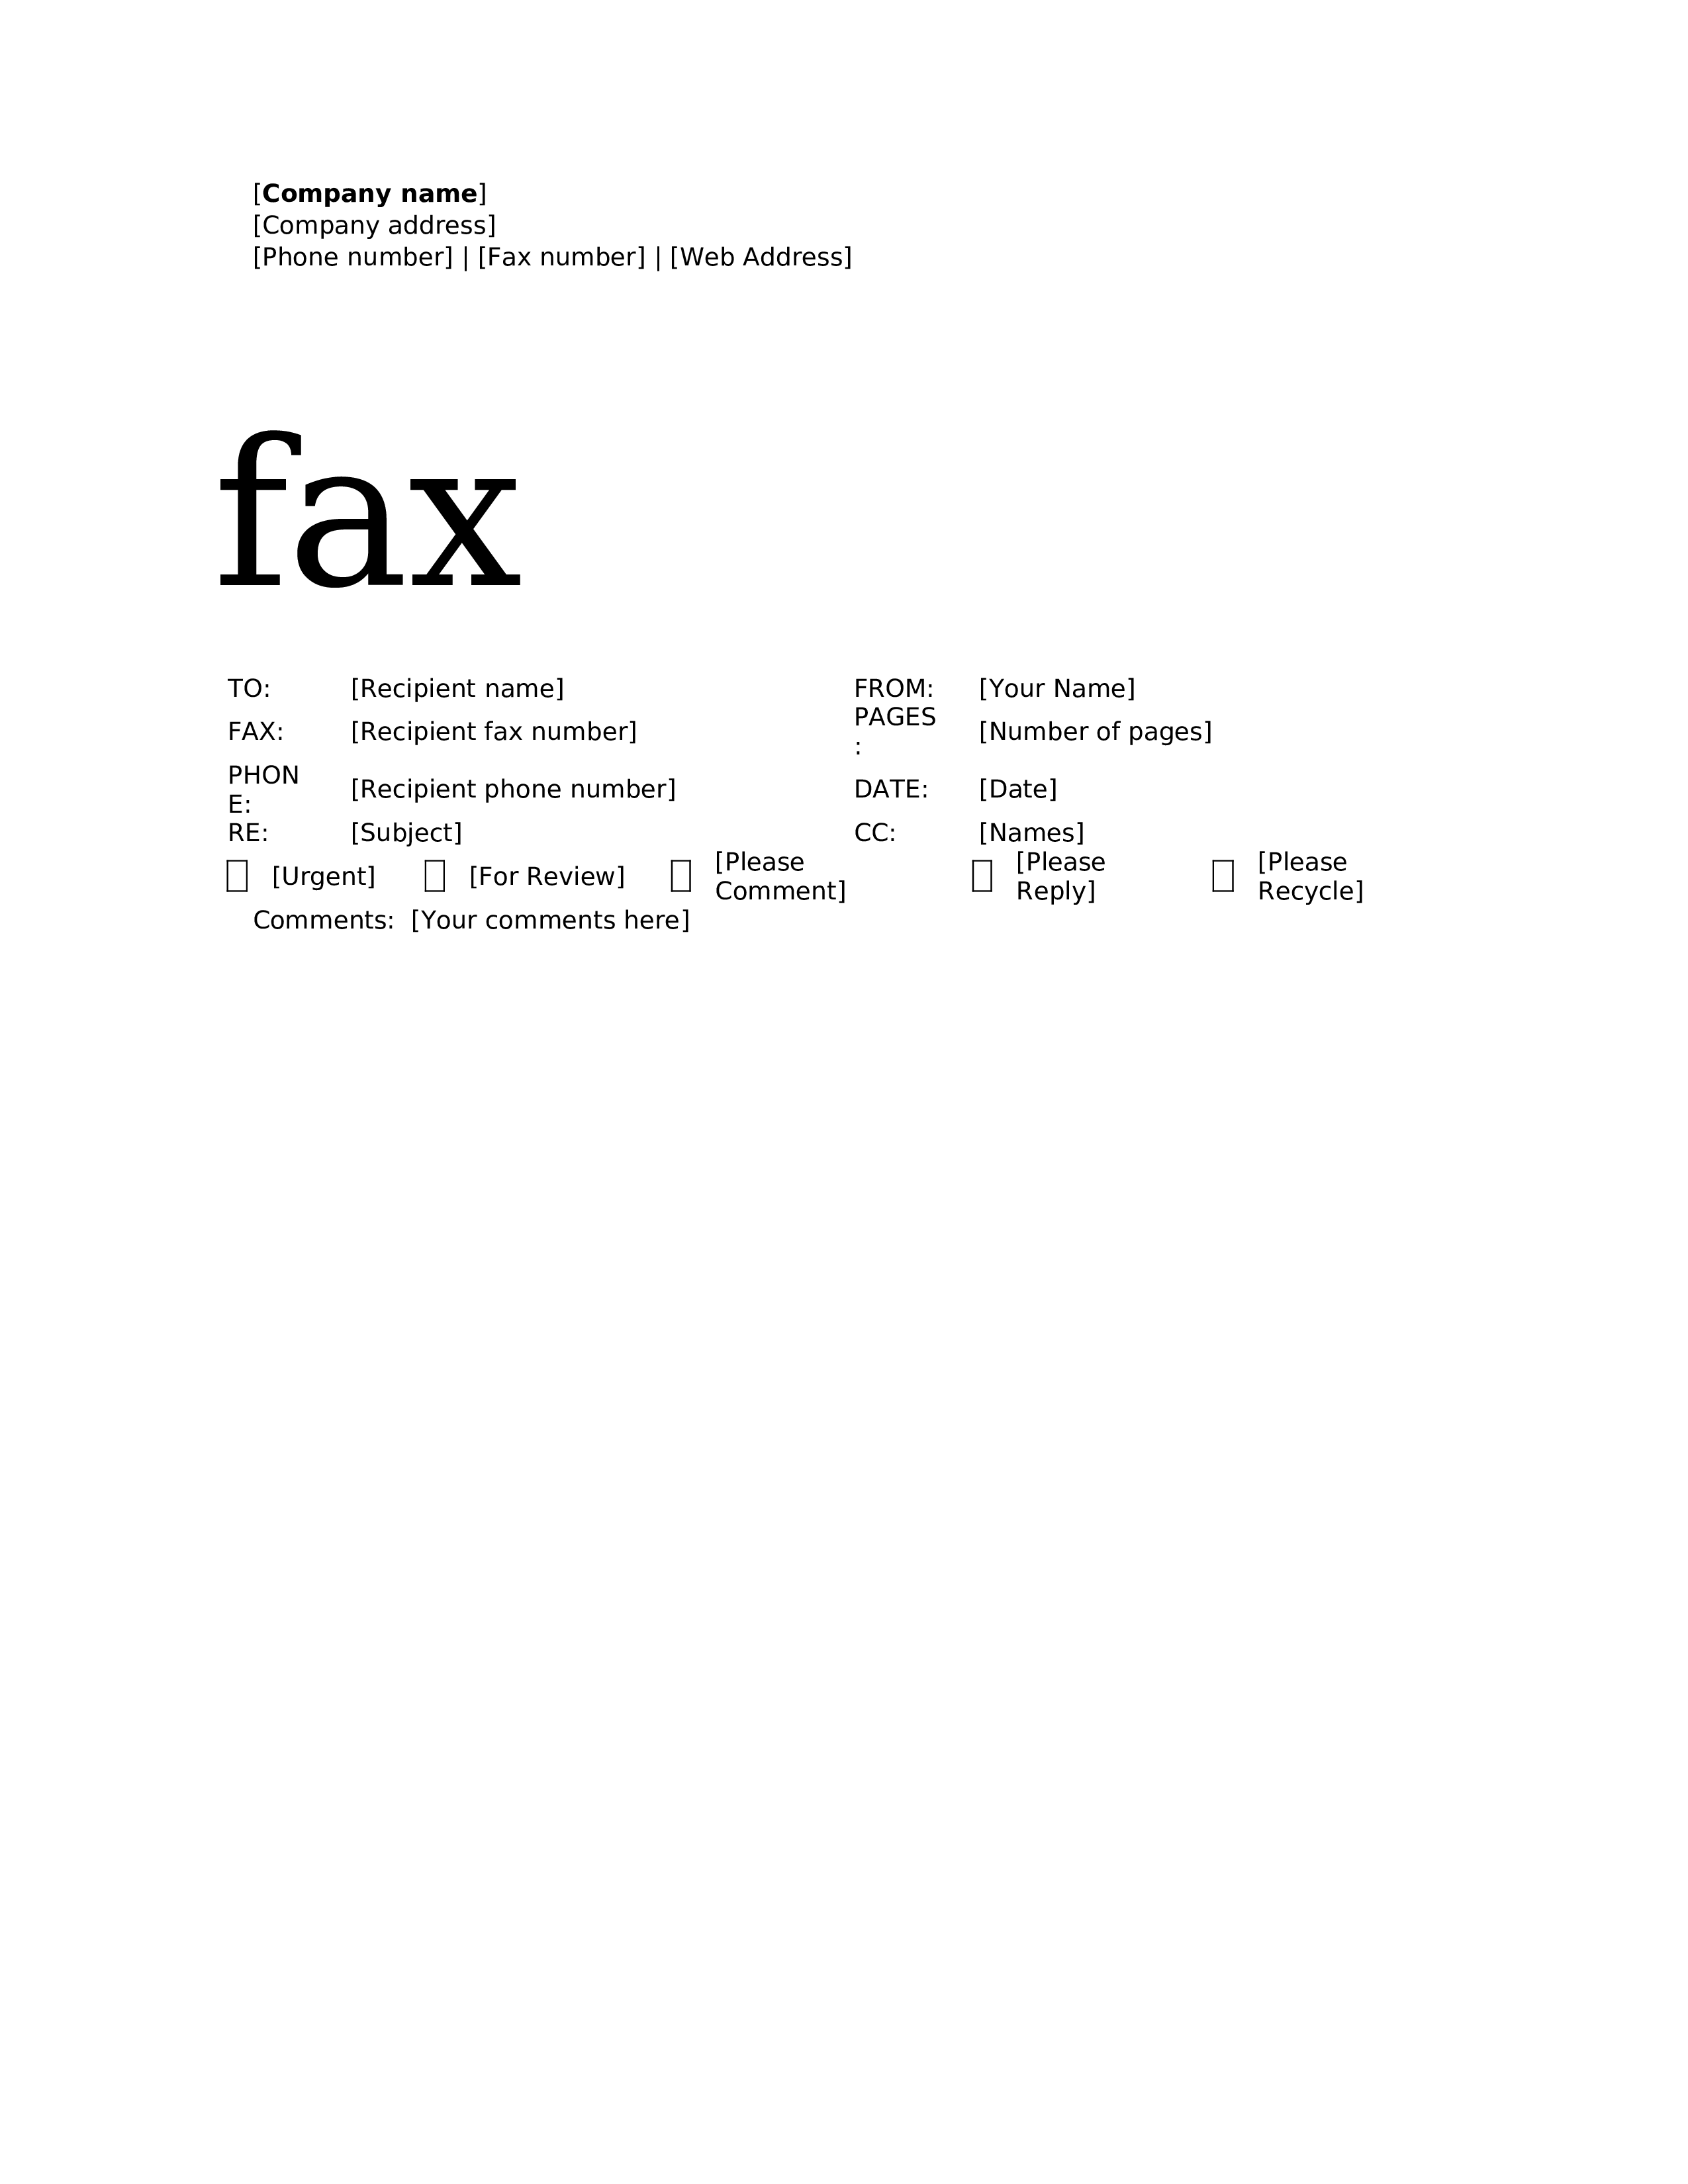 [Company name]
[Company address]
[Phone number] | [Fax number] | [Web Address]
fax
TO: [Recipient name] FROM: [Your Name]
FAX: [Recipient fax number] PAGES: [Number of pages]
PHONE: [Recipient phone number] DATE: [Date]
RE: [Subject] CC: [Names]
[Urgent] [For Review] [Please Comment] [Please Reply] [Please Recycle]
Comments: [Your comments here]